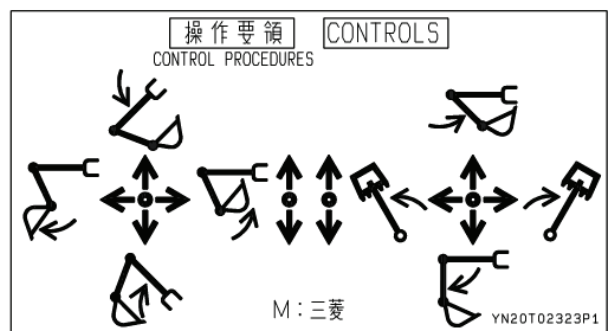 操作要領 CONTROLS
CONTROL PROCEDURES
M：三菱
YN20T02323P1